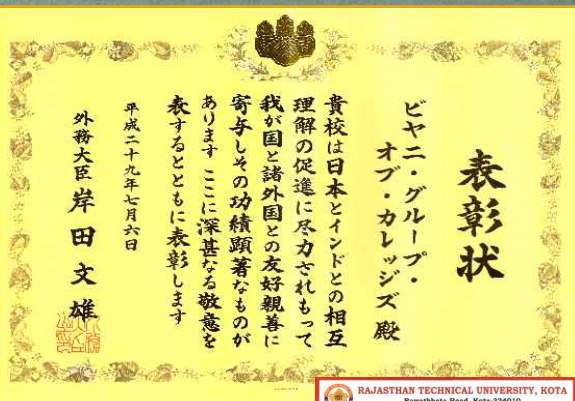 表彰状
ビヤニ・グループ・
オブ・カレッジズ 殿
貴校は日本とインドとの相互
理解の促進に尽力されもって
我が国と諸外国との友好親善に
寄与しその功績顕著なものが
あります ここに深甚なる敬意を
表するとともに表彰します
平成二十九年七月六日
外務大臣 岸田文雄
RAJASTHAN TECHNICAL UNIVERSITY, KOTA